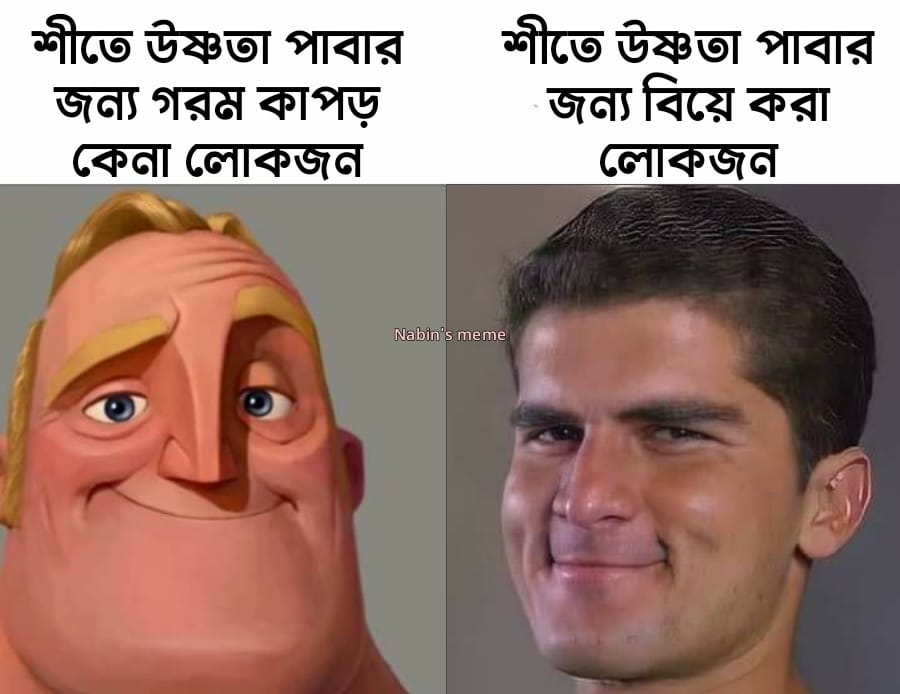 শীতে উষ্ণতা পাবার
জন্য গরম কাপড়
কেনা লোকজন
শীতে উষ্ণতা পাবার
জন্য বিয়ে করা
লোকজন
Nabin's meme